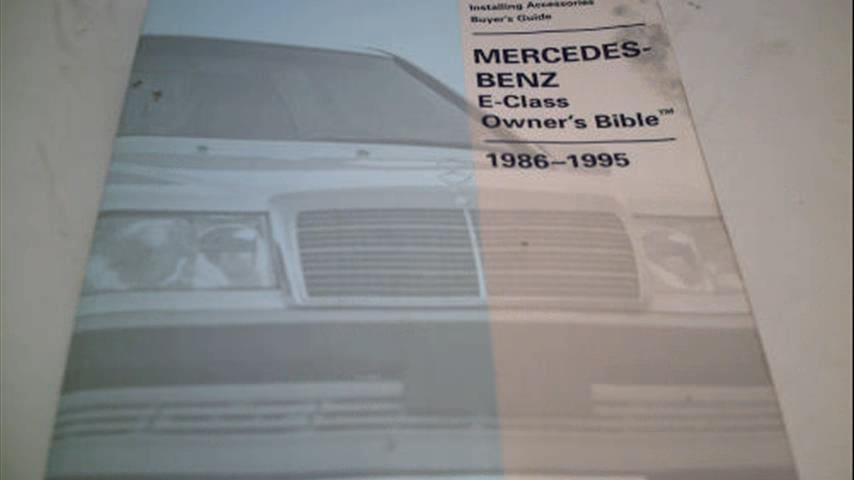 Installing Accessories
Buyer's Guide
MERCEDES-
BENZ
E-Class
Owner's Bible™
1986–1995